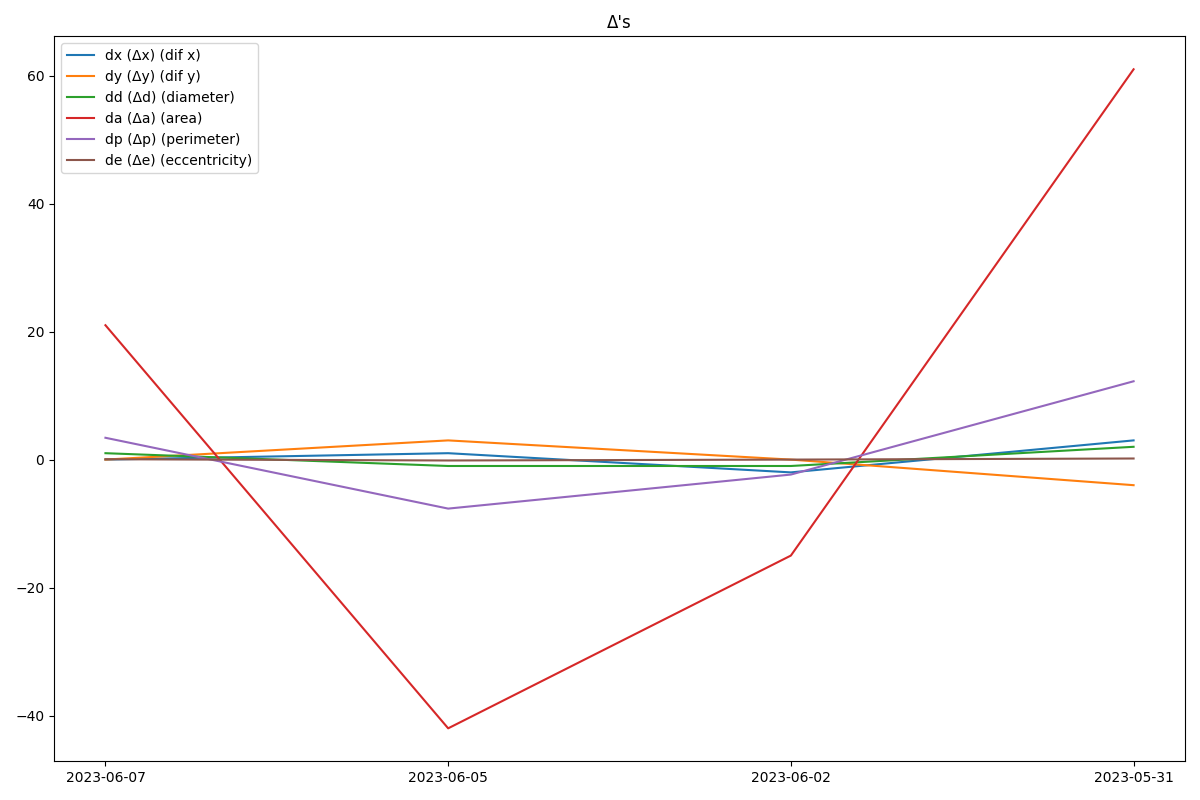 Δ's
dx (Δx) (dif x)
dy (Δy) (dif y)
dd (Δd) (diameter)
da (Δa) (area)
dp (Δp) (perimeter)
de (Δe) (eccentricity)
60
40
20
0
−20
−40
2023-06-07 2023-06-05 2023-06-02 2023-05-31